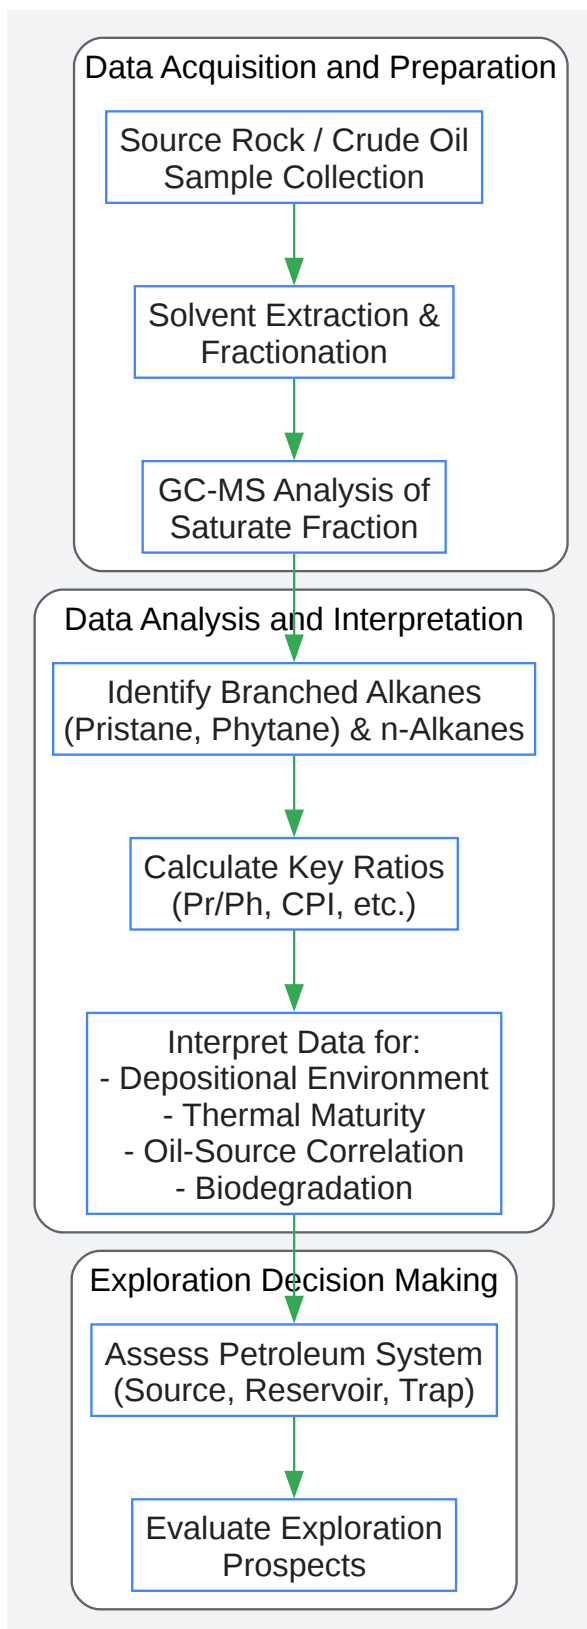 Data Acquisition and Preparation
Source Rock / Crude Oil
Sample Collection
Solvent Extraction &
Fractionation
GC-MS Analysis of
Saturate Fraction
Data Analysis and Interpretation
Identify Branched Alkanes
(Pristane, Phytane) & n-Alkanes
Calculate Key Ratios
(Pr/Ph, CPI, etc.)
Interpret Data for:
- Depositional Environment
- Thermal Maturity
- Oil-Source Correlation
- Biodegradation
Exploration Decision Making
Assess Petroleum System
(Source, Reservoir, Trap)
Evaluate Exploration
Prospects